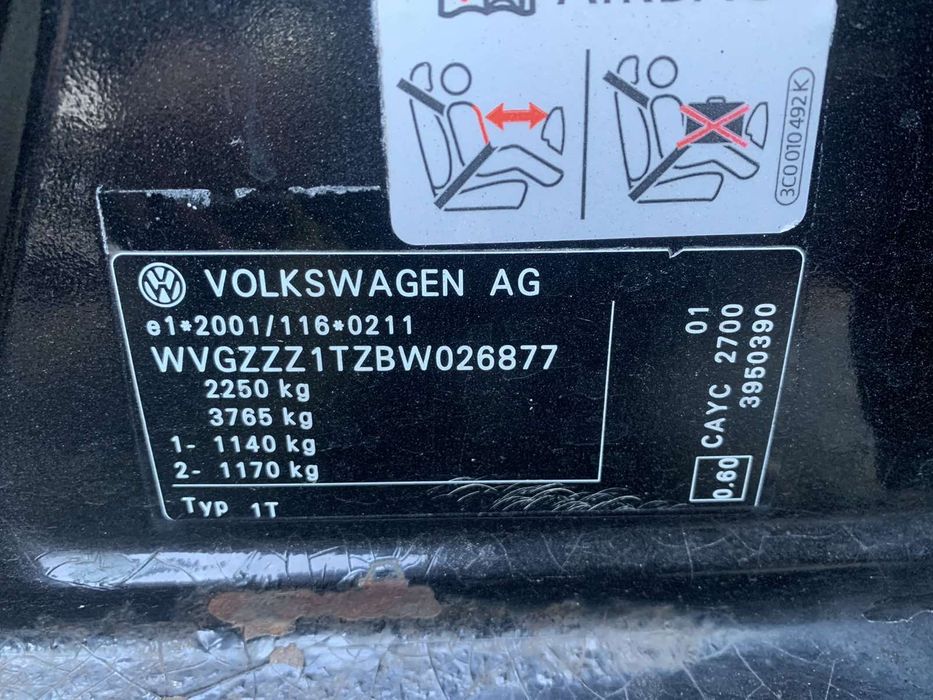 AIRBAG
3C0 010 492 K
VOLKSWAGEN AG
e1*2001/116*0211
WVGZZZ1TZBW026877
2250 kg
3765 kg
1- 1140 kg
2- 1170 kg
Typ 1T
01
CAYC 2700
3950390
0.60